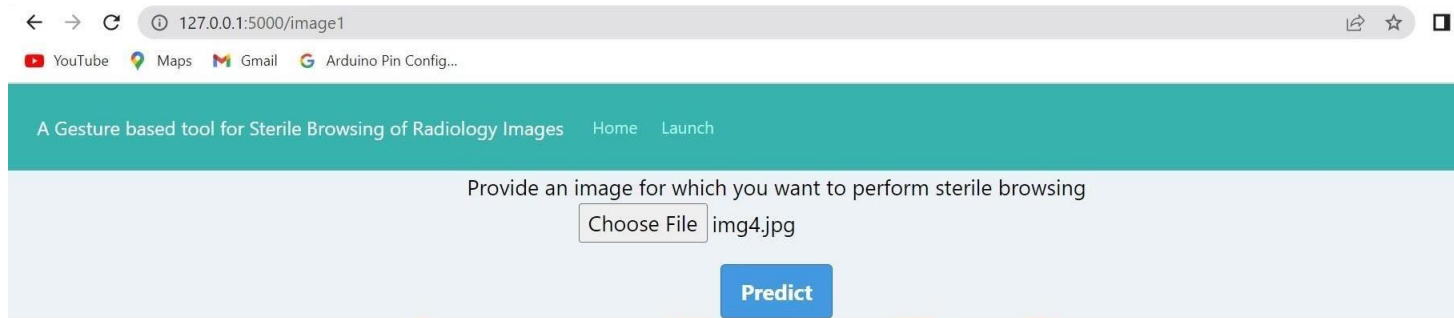 127.0.0.1:5000/image1
YouTube Maps Gmail Arduino Pin Config...
A Gesture based tool for Sterile Browsing of Radiology Images Home Launch
Provide an image for which you want to perform sterile browsing
Choose File img4.jpg
Predict